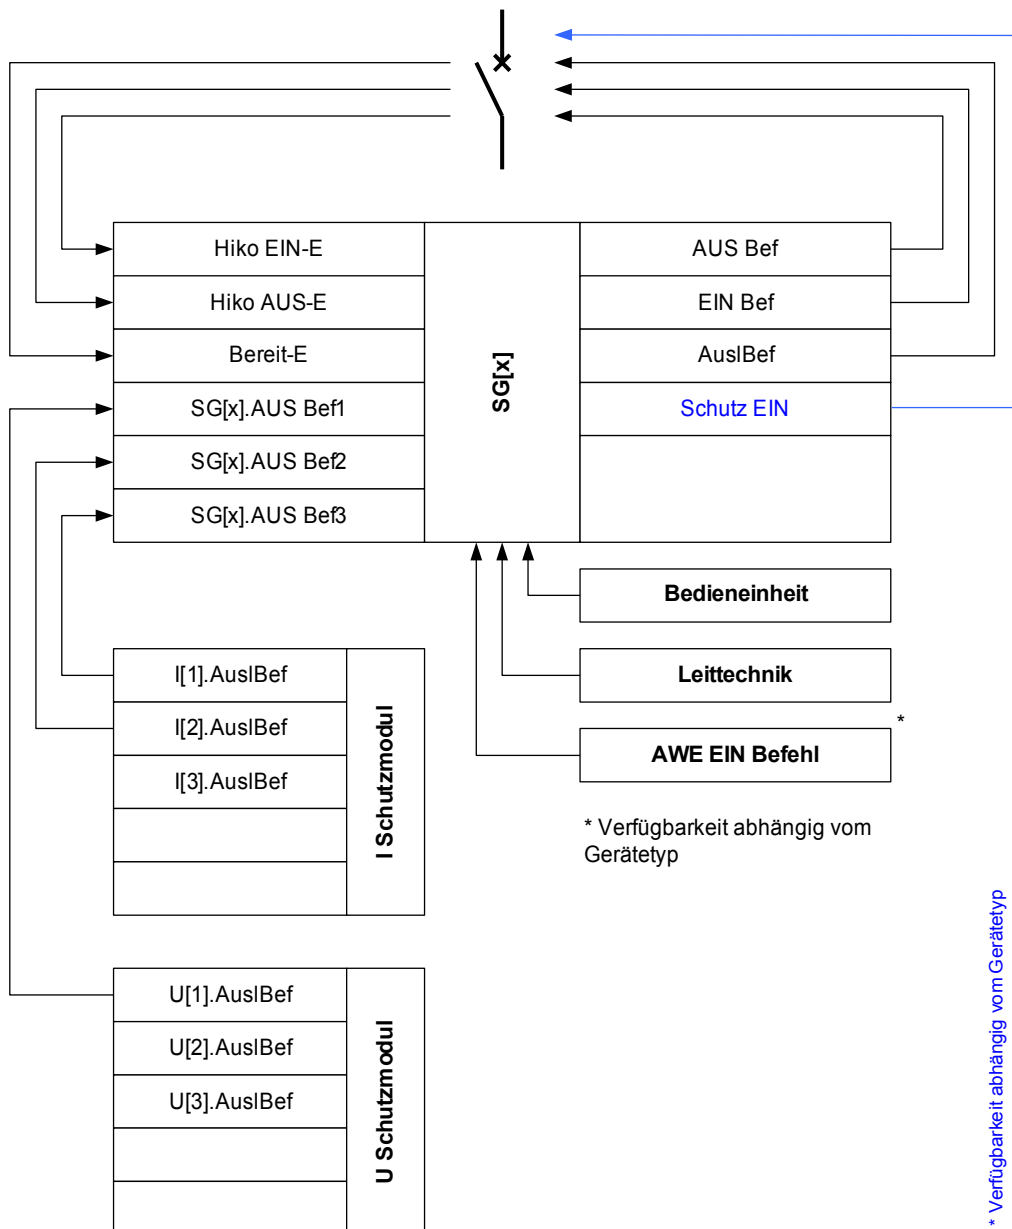 Hiko EIN-E
Hiko AUS-E
Bereit-E
SG[x].AUS Bef1
SG[x].AUS Bef2
SG[x].AUS Bef3
SG[x]
AUS Bef
EIN Bef
AuslBef
Schutz EIN
Bedieneinheit
Leittechnik
*
AWE EIN Befehl
* Verfügbarkeit abhängig vom
Gerätetyp
I[1].AuslBef
I[2].AuslBef
I[3].AuslBef
I Schutzmodul
U[1].AuslBef
U[2].AuslBef
U[3].AuslBef
U Schutzmodul
* Verfügbarkeit abhängig vom Gerätetyp